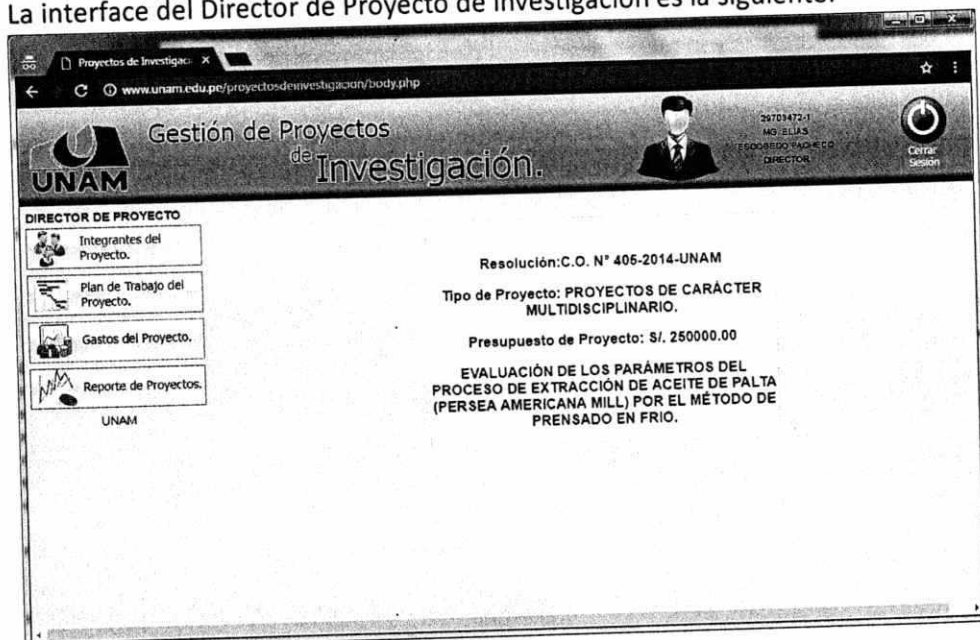 La interface del Director de Proyecto de Investigación es la siguiente:
Proyectos de Investigaci
www.unam.edu.pe/proyectosdeinvestigacion/body.php
Gestión de Proyectos
de Investigación.
UNAM
29703472-1
MG. ELIAS
ESCOBEDO PACHECO
DIRECTOR
Cerrar
Sesión
DIRECTOR DE PROYECTO
Integrantes del
Proyecto.
Plan de Trabajo del
Proyecto.
Gastos del Proyecto.
Reporte de Proyectos.
UNAM
Resolución:C.O. N° 405-2014-UNAM
Tipo de Proyecto: PROYECTOS DE CARÁCTER
MULTIDISCIPLINARIO.
Presupuesto de Proyecto: S/. 250000.00
EVALUACIÓN DE LOS PARÁMETROS DEL
PROCESO DE EXTRACCIÓN DE ACEITE DE PALTA
(PERSEA AMERICANA MILL) POR EL MÉTODO DE
PRENSADO EN FRIO.